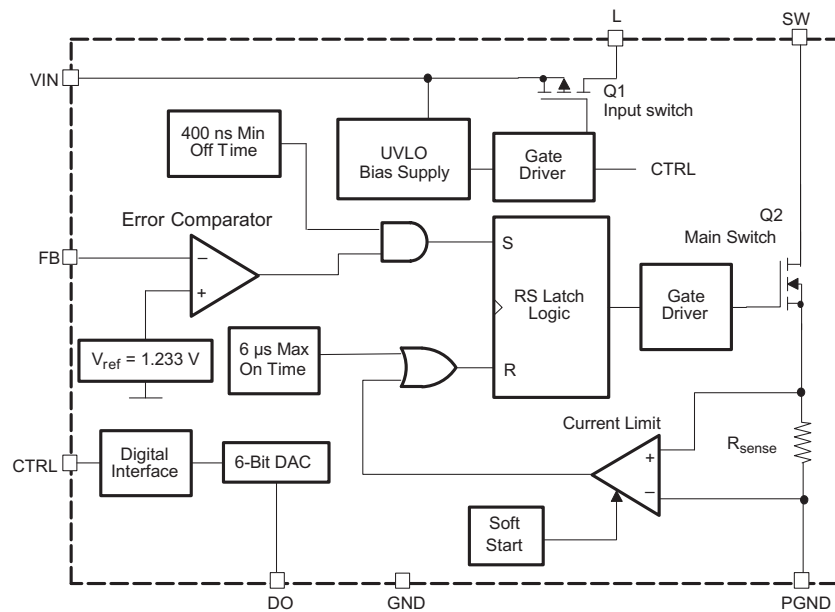 L
SW
VIN
Q1
Input switch
400 ns Min
Off Time
UVLO
Bias Supply
Gate
Driver
CTRL
Error Comparator
Q2
Main Switch
FB
−
+
S
RS Latch
Logic
Gate
Driver
Vref = 1.233 V
6 µs Max
On Time
R
Current Limit
CTRL
Digital
Interface
6-Bit DAC
+
−
Rsense
Soft
Start
DO
GND
PGND